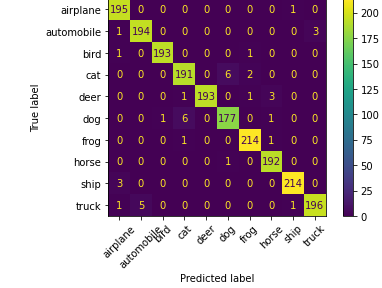 airplane 195 0 0 0 0 0 0 0 1 0
automobile 1 194 0 0 0 0 0 0 0 3
bird 1 0 193 0 0 0 1 0 0 0
cat 0 0 0 191 0 6 2 0 0 0
deer 0 0 0 1 193 0 1 3 0 0
dog 0 0 1 6 0 177 0 1 0 0
frog 0 0 0 1 0 0 214 1 0 0
horse 0 0 0 0 0 1 0 192 0 0
ship 3 0 0 0 0 0 0 0 214 0
truck 1 5 0 0 0 0 0 0 1 196
True label
airplane automobile bird cat deer dog frog horse ship truck
Predicted label
200
175
150
125
100
75
50
25
0